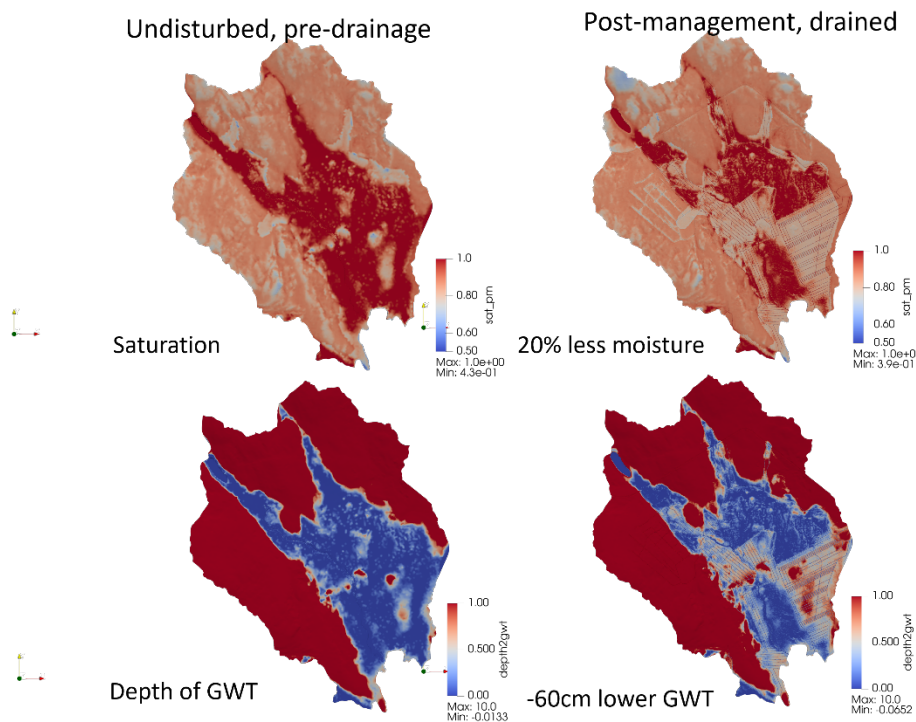 Undisturbed, pre-drainage
Post-management, drained
1.0
0.80
0.60
0.50
sat_pm
Max: 1.0e+00
Min: 4.3e-01
Saturation
1.0
0.80
0.60
0.50
sat_pm
Max: 1.0e+0
Min: 3.9e-01
20% less moisture
1.00
0.500
0.00
depth2gwt
Max: 10.0
Min: -0.0133
Depth of GWT
1.00
0.500
0.00
depth2gwt
Max: 10.0
Min: -0.0652
-60cm lower GWT